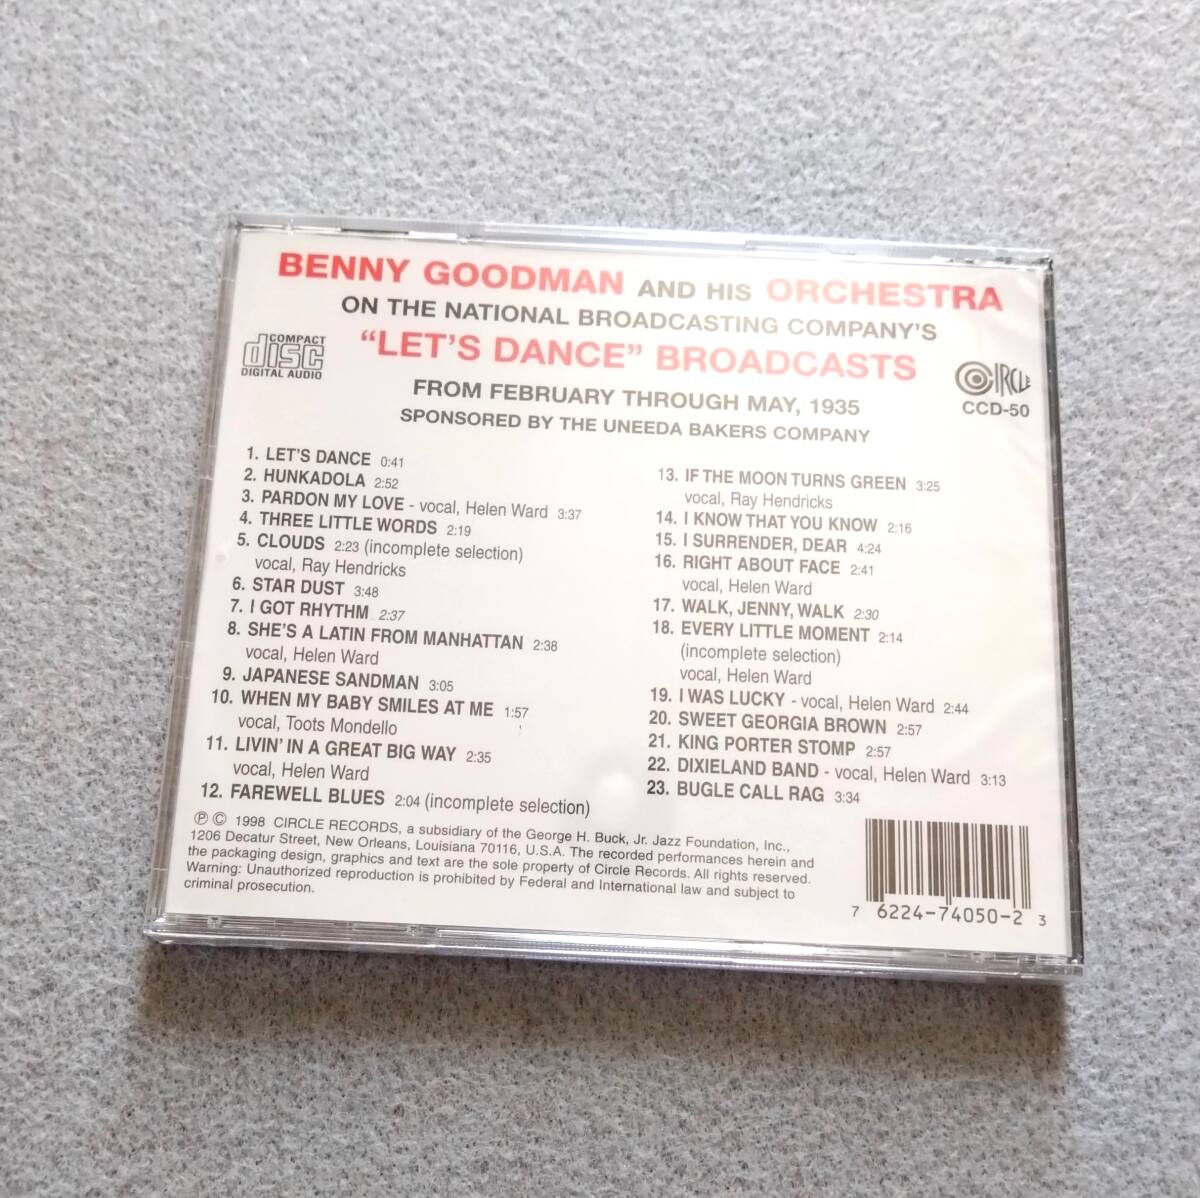 BENNY GOODMAN AND HIS ORCHESTRA
ON THE NATIONAL BROADCASTING COMPANY'S
"LET'S DANCE" BROADCASTS
FROM FEBRUARY THROUGH MAY, 1935
SPONSORED BY THE UNEEDA BAKERS COMPANY
COMPACT
disc
DIGITAL AUDIO
CIRCLE
CCD-50
1. LET'S DANCE 0:41
2. HUNKADOLA 2:52
3. PARDON MY LOVE - vocal, Helen Ward 3:37
4. THREE LITTLE WORDS 2:19
5. CLOUDS 2:23 (incomplete selection)
vocal, Ray Hendricks
6. STAR DUST 3:48
7. I GOT RHYTHM 2:37
8. SHE'S A LATIN FROM MANHATTAN 2:38
vocal, Helen Ward
9. JAPANESE SANDMAN 3:05
10. WHEN MY BABY SMILES AT ME 1:57
vocal, Toots Mondello
11. LIVIN' IN A GREAT BIG WAY 2:35
vocal, Helen Ward
12. FAREWELL BLUES 2:04 (incomplete selection)
13. IF THE MOON TURNS GREEN 3:25
vocal, Ray Hendricks
14. I KNOW THAT YOU KNOW 2:16
15. I SURRENDER, DEAR 4:24
16. RIGHT ABOUT FACE 2:41
vocal, Helen Ward
17. WALK, JENNY, WALK 2:30
18. EVERY LITTLE MOMENT 2:14
(incomplete selection)
vocal, Helen Ward
19. I WAS LUCKY - vocal, Helen Ward 2:44
20. SWEET GEORGIA BROWN 2:57
21. KING PORTER STOMP 2:57
22. DIXIELAND BAND - vocal, Helen Ward 3:13
23. BUGLE CALL RAG 3:34
℗ © 1998 CIRCLE RECORDS, a subsidiary of the George H. Buck, Jr. Jazz Foundation, Inc.,
1206 Decatur Street, New Orleans, Louisiana 70116, U.S.A. The recorded performances herein and
the packaging design, graphics and text are the sole property of Circle Records. All rights reserved.
Warning: Unauthorized reproduction is prohibited by Federal and International law and subject to
criminal prosecution.
7 62247-4050-2 3